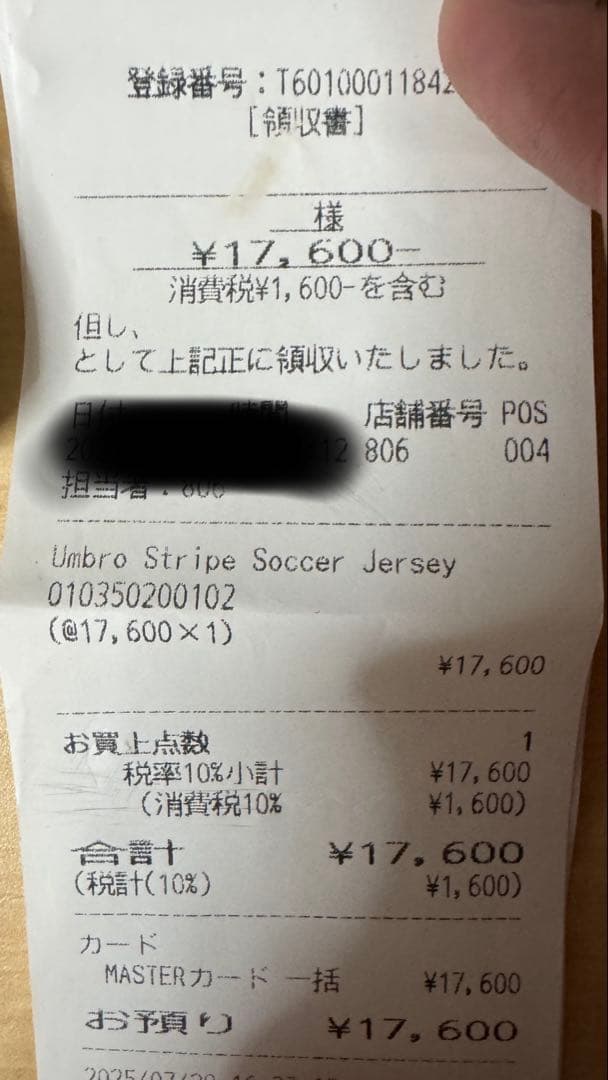 登録番号：T60100011842
[領収書]
様
¥17,600-
消費税¥1,600-を含む
但し、
として上記正に領収いたしました。
店舗番号 POS
12 806 004
担当者：806
Umbro Stripe Soccer Jersey
010350200102
(@17,600×1)
¥17,600
お買上点数 1
税率10%小計 ¥17,600
(消費税10% ¥1,600)
合計 ¥17,600
(税計(10%) ¥1,600)
カード
MASTERカード 一括 ¥17,600
お預り ¥17,600